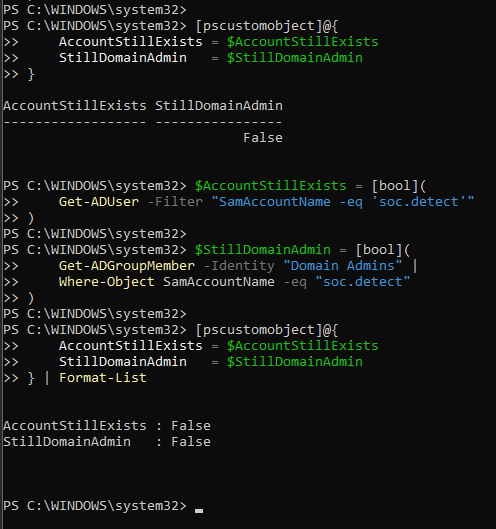 PS C:\WINDOWS\system32>
PS C:\WINDOWS\system32> [pscustomobject]@{
>>     AccountStillExists = $AccountStillExists
>>     StillDomainAdmin   = $StillDomainAdmin
>> }

AccountStillExists StillDomainAdmin
------------------ ----------------
                              False


PS C:\WINDOWS\system32> $AccountStillExists = [bool](
>>     Get-ADUser -Filter "SamAccountName -eq 'soc.detect'"
>> )
PS C:\WINDOWS\system32>
PS C:\WINDOWS\system32> $StillDomainAdmin = [bool](
>>     Get-ADGroupMember -Identity "Domain Admins" |
>>     Where-Object SamAccountName -eq "soc.detect"
>> )
PS C:\WINDOWS\system32>
PS C:\WINDOWS\system32> [pscustomobject]@{
>>     AccountStillExists = $AccountStillExists
>>     StillDomainAdmin   = $StillDomainAdmin
>> } | Format-List


AccountStillExists : False
StillDomainAdmin   : False



PS C:\WINDOWS\system32>